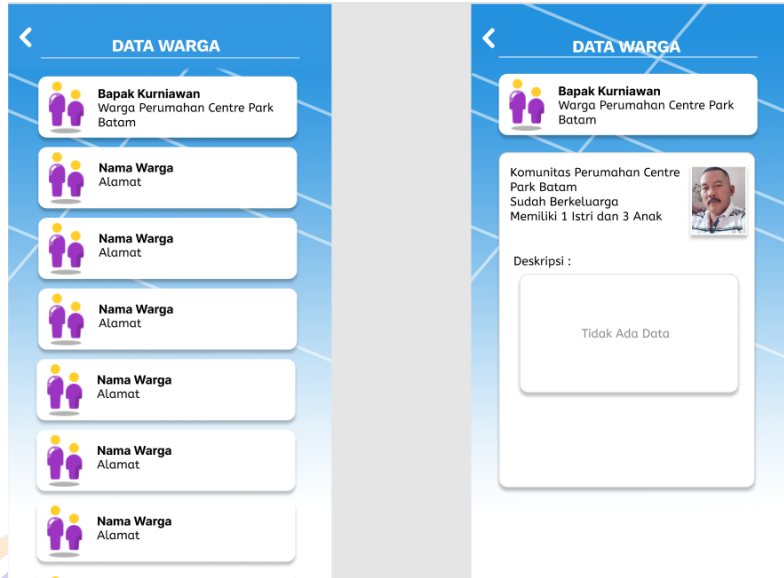 DATA WARGA
Bapak Kurniawan
Warga Perumahan Centre Park
Batam
Nama Warga
Alamat
Nama Warga
Alamat
Nama Warga
Alamat
Nama Warga
Alamat
Nama Warga
Alamat
Nama Warga
Alamat
DATA WARGA
Bapak Kurniawan
Warga Perumahan Centre Park
Batam
Komunitas Perumahan Centre
Park Batam
Sudah Berkeluarga
Memiliki 1 Istri dan 3 Anak
Deskripsi :
Tidak Ada Data